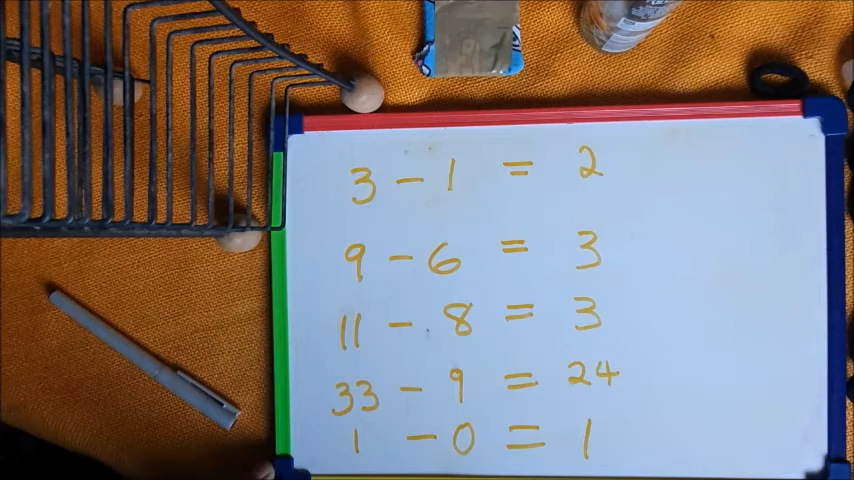 3 - 1 = 2
9 - 6 = 3
11 - 8 = 3
33 - 9 = 24
1 - 0 = 1